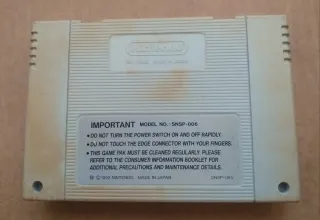 Nintendo
IMPORTANT MODEL NO.: SNSP-006
• DO NOT TURN THE POWER SWITCH ON AND OFF RAPIDLY.
• DO NOT TOUCH THE EDGE CONNECTOR WITH YOUR FINGERS.
• THIS GAME PAK MUST BE CLEANED REGULARLY. PLEASE
REFER TO THE CONSUMER INFORMATION BOOKLET FOR
ADDITIONAL PRECAUTIONS AND MAINTENANCE DETAILS.
NINTENDO MADE IN JAPAN